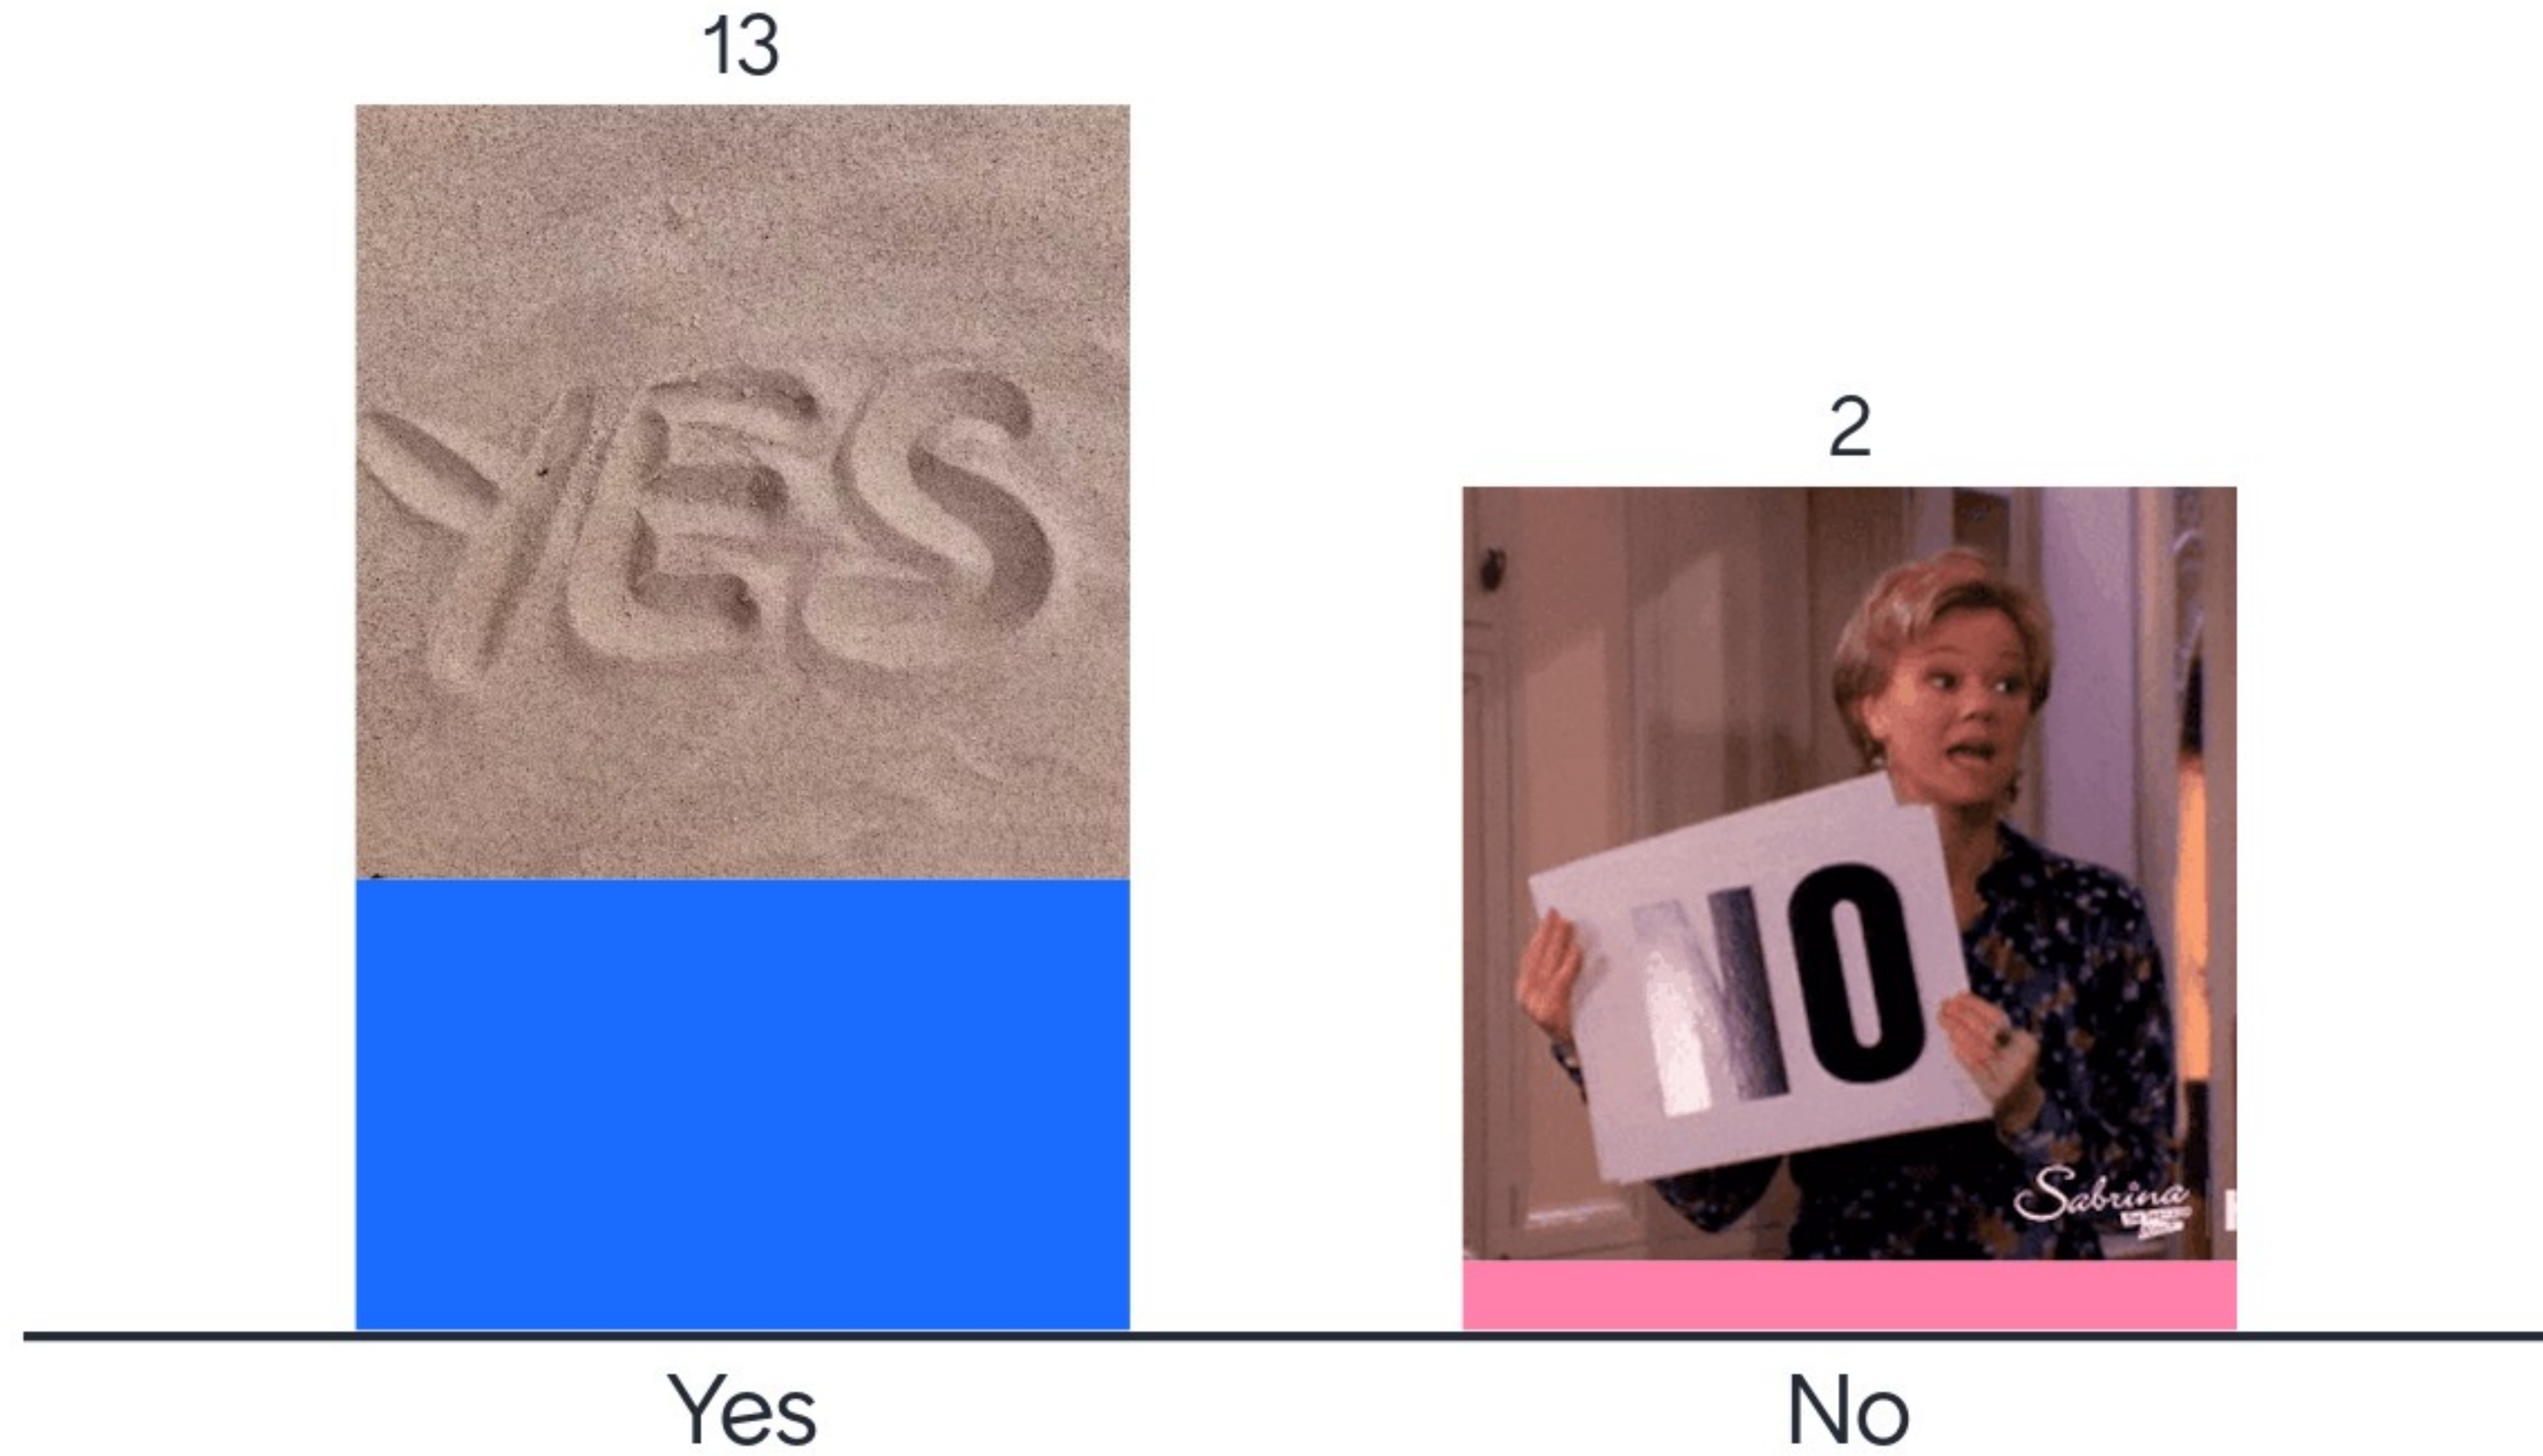 13
YES
2
NO
Sabrina
Yes
No